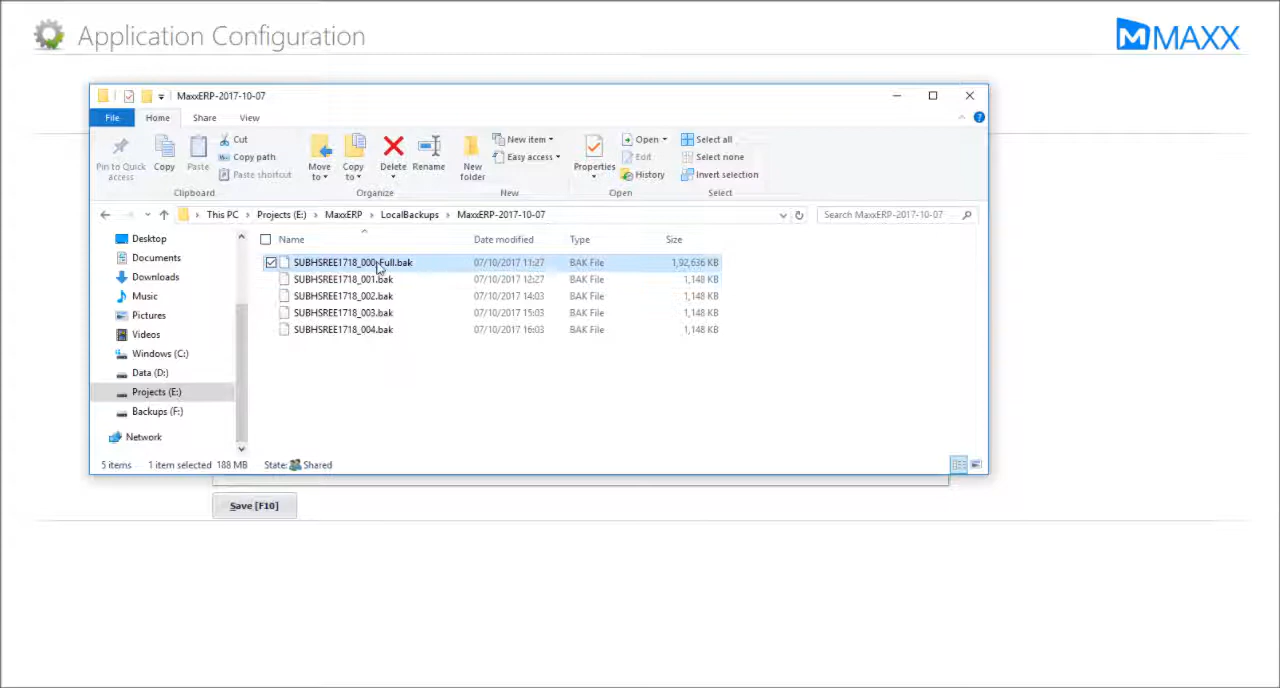 Application Configuration
MAXX
MaxxERP-2017-10-07
File Home Share View
Pin to Quick access
Copy
Paste
Cut
Copy path
Paste shortcut
Clipboard
Move to
Copy to
Delete
Rename
Organize
New folder
New item
Easy access
New
Properties
Open
Edit
History
Open
Select all
Select none
Invert selection
Select
This PC > Projects (E:) > MaxxERP > LocalBackups > MaxxERP-2017-10-07
Search MaxxERP-2017-10-07
Desktop
Documents
Downloads
Music
Pictures
Videos
Windows (C:)
Data (D:)
Projects (E:)
Backups (F:)
Network
Name Date modified Type Size
SUBHSREE1718_000-Full.bak 07/10/2017 11:27 BAK File 1,92,636 KB
SUBHSREE1718_001.bak 07/10/2017 12:27 BAK File 1,148 KB
SUBHSREE1718_002.bak 07/10/2017 14:03 BAK File 1,148 KB
SUBHSREE1718_003.bak 07/10/2017 15:03 BAK File 1,148 KB
SUBHSREE1718_004.bak 07/10/2017 16:03 BAK File 1,148 KB
5 items 1 item selected 188 MB State: Shared
Save [F10]